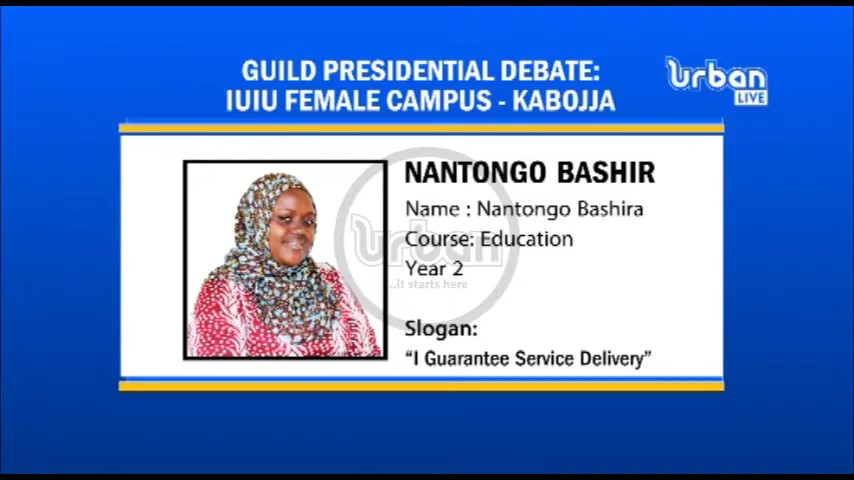 GUILD PRESIDENTIAL DEBATE:
IUIU FEMALE CAMPUS - KABOJJA
Urban
LIVE
NANTONGO BASHIR
Name : Nantongo Bashira
Course: Education
Year 2
Urban
...it starts here
Slogan:
“I Guarantee Service Delivery”